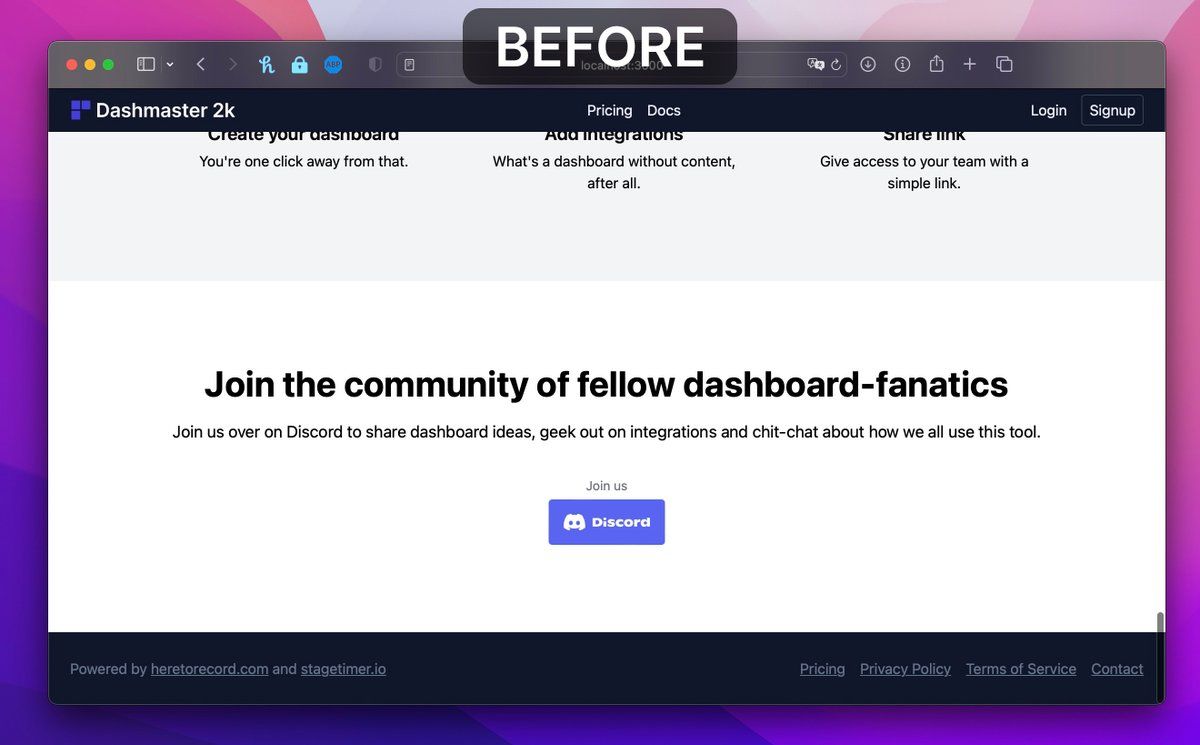 BEFORE
ABP
localhost:3000
Dashmaster 2k
Pricing Docs
Login Signup
Create your dashboard
Add integrations
Share link
You're one click away from that.
What's a dashboard without content,
after all.
Give access to your team with a
simple link.
Join the community of fellow dashboard-fanatics
Join us over on Discord to share dashboard ideas, geek out on integrations and chit-chat about how we all use this tool.
Join us
Discord
Powered by heretorecord.com and stagetimer.io
Pricing Privacy Policy Terms of Service Contact